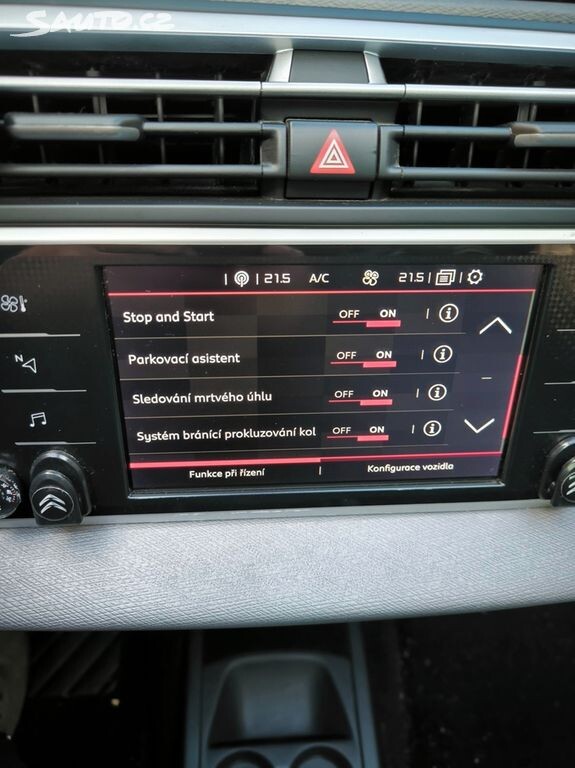 Sauto.cz
21.5 A/C 21.5
Stop and Start OFF ON
Parkovací asistent OFF ON
Sledování mrtvého úhlu OFF ON
Systém bránící prokluzování kol OFF ON
Funkce při řízení Konfigurace vozidla
N